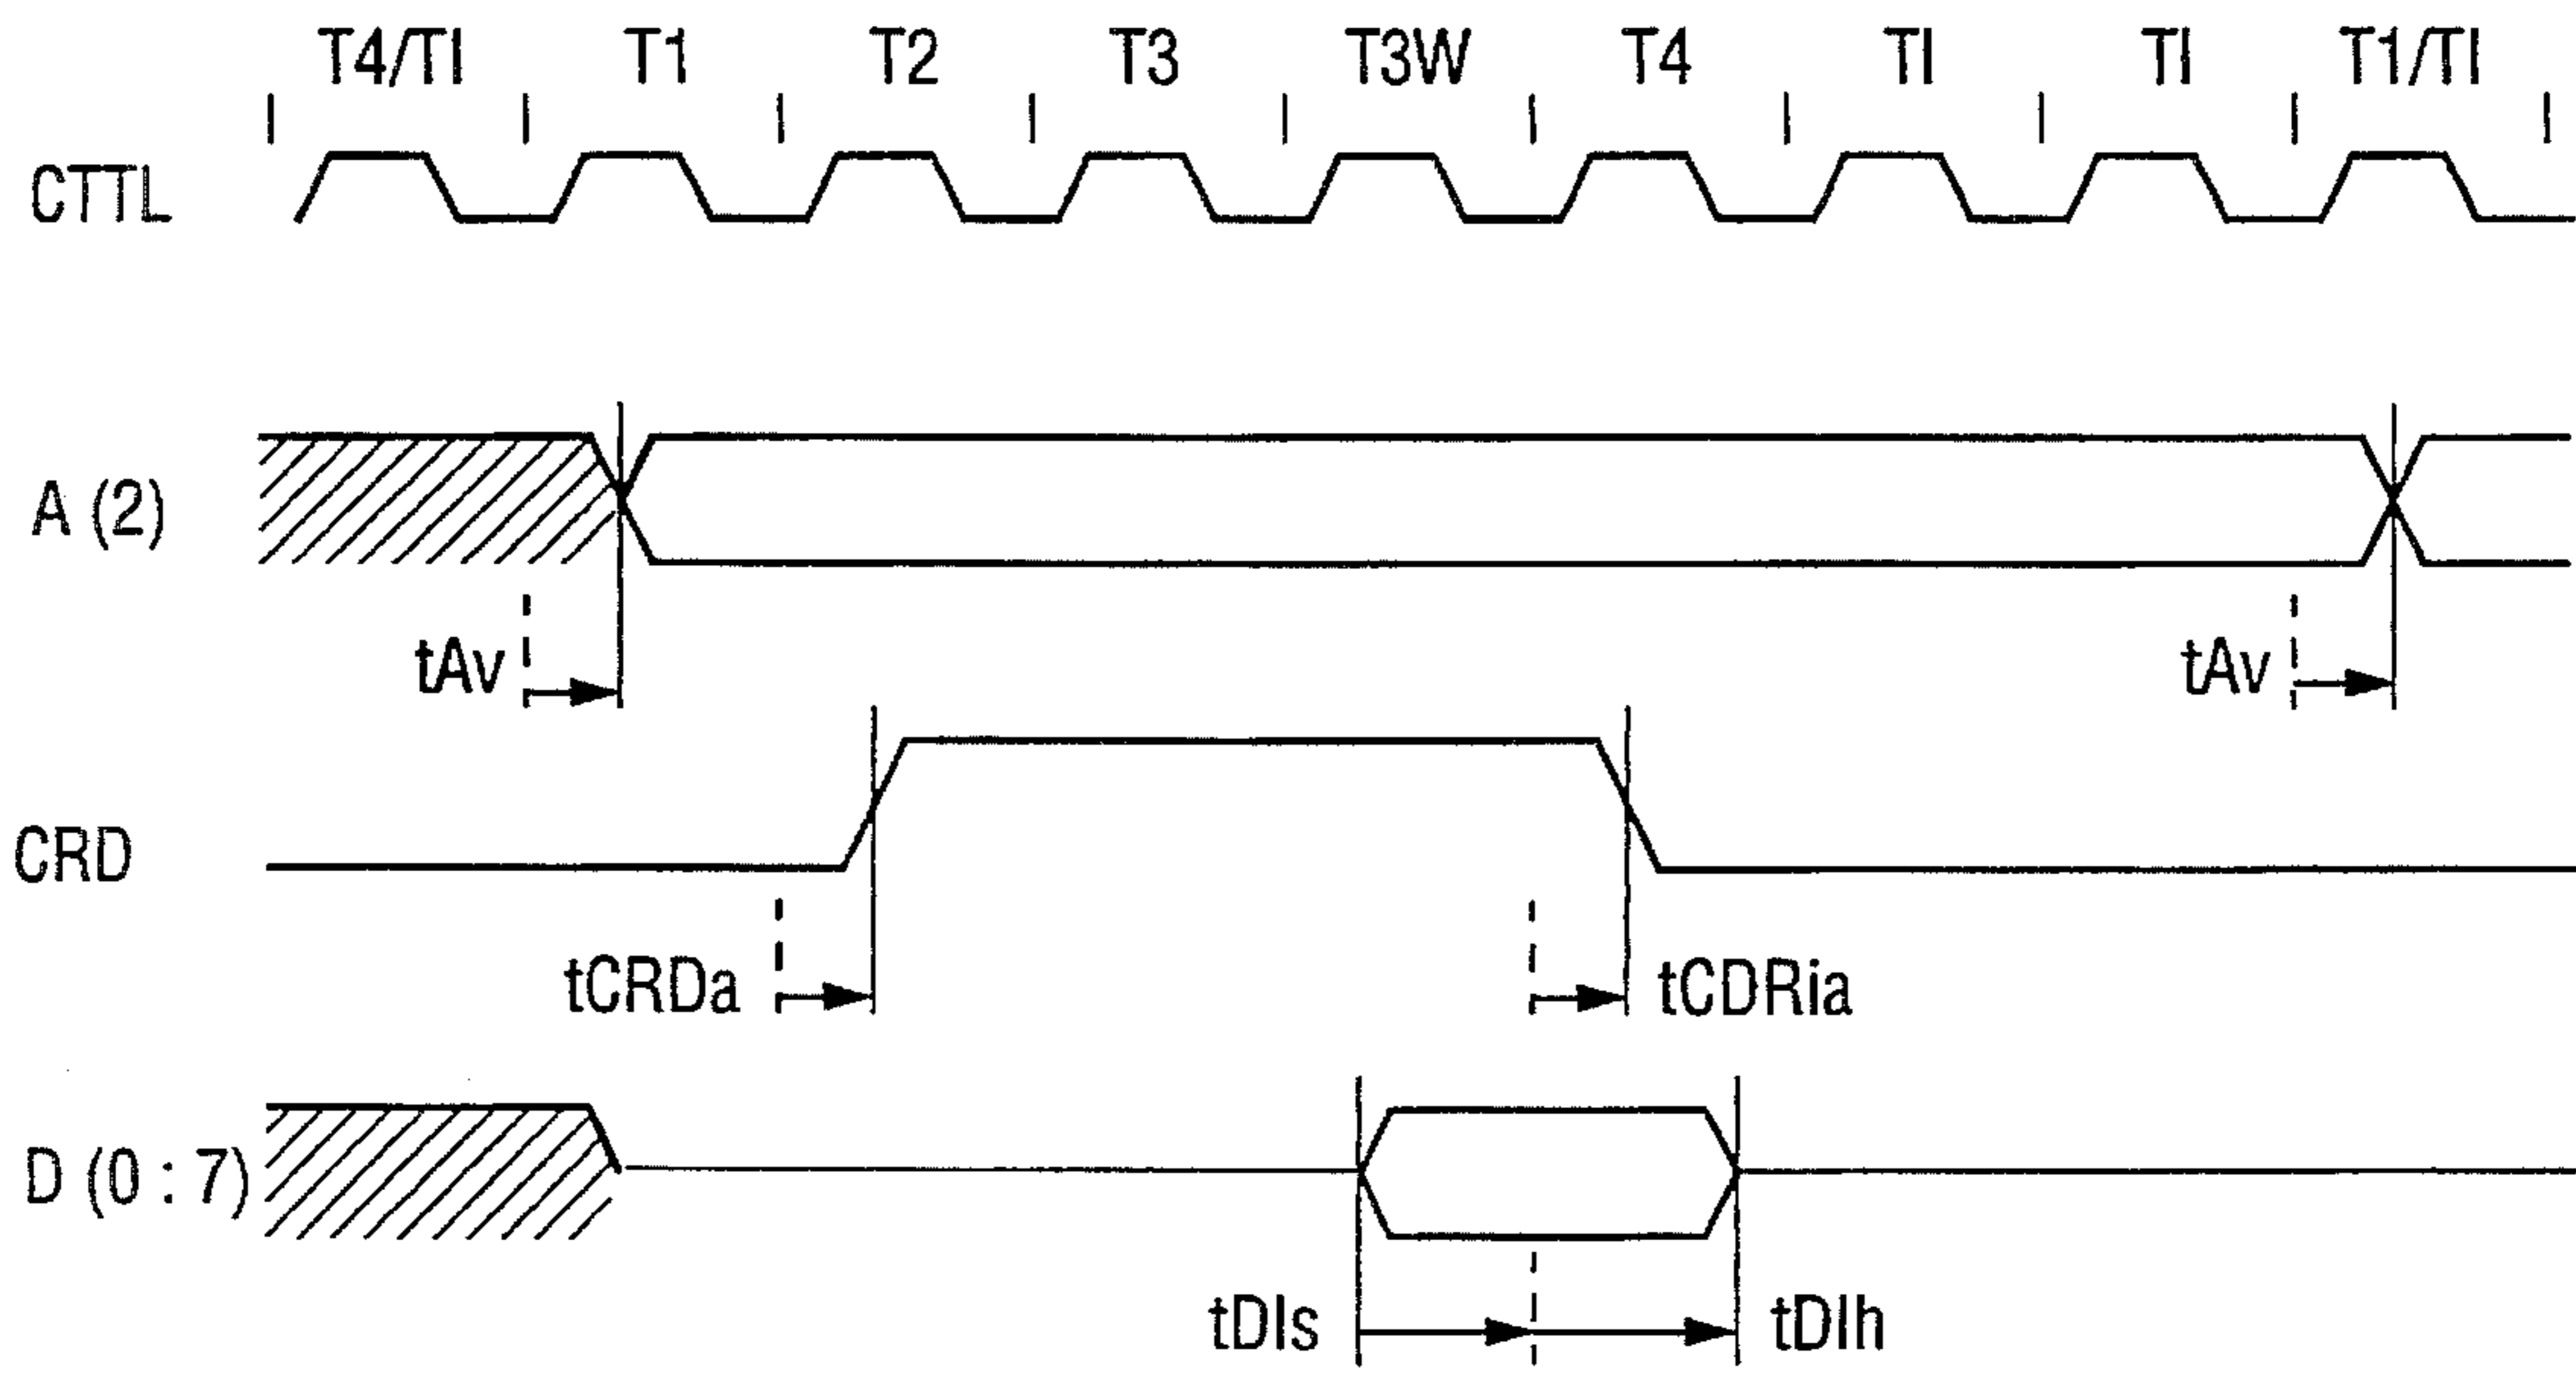 T4/TI T1 T2 T3 T3W T4 TI TI T1/TI
CTTL
A (2)
tAv tAv
CRD
tCRDa tCDRia
D (0 : 7)
tDIs tDIh